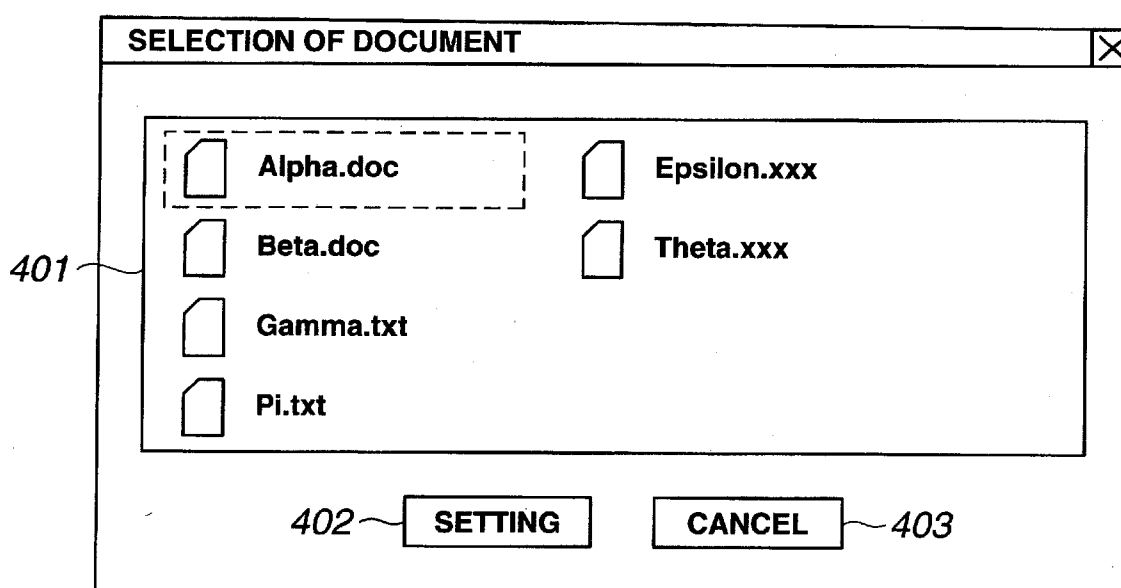 SELECTION OF DOCUMENT
Alpha.doc Epsilon.xxx
401 Beta.doc Theta.xxx
Gamma.txt
Pi.txt
402 SETTING CANCEL 403